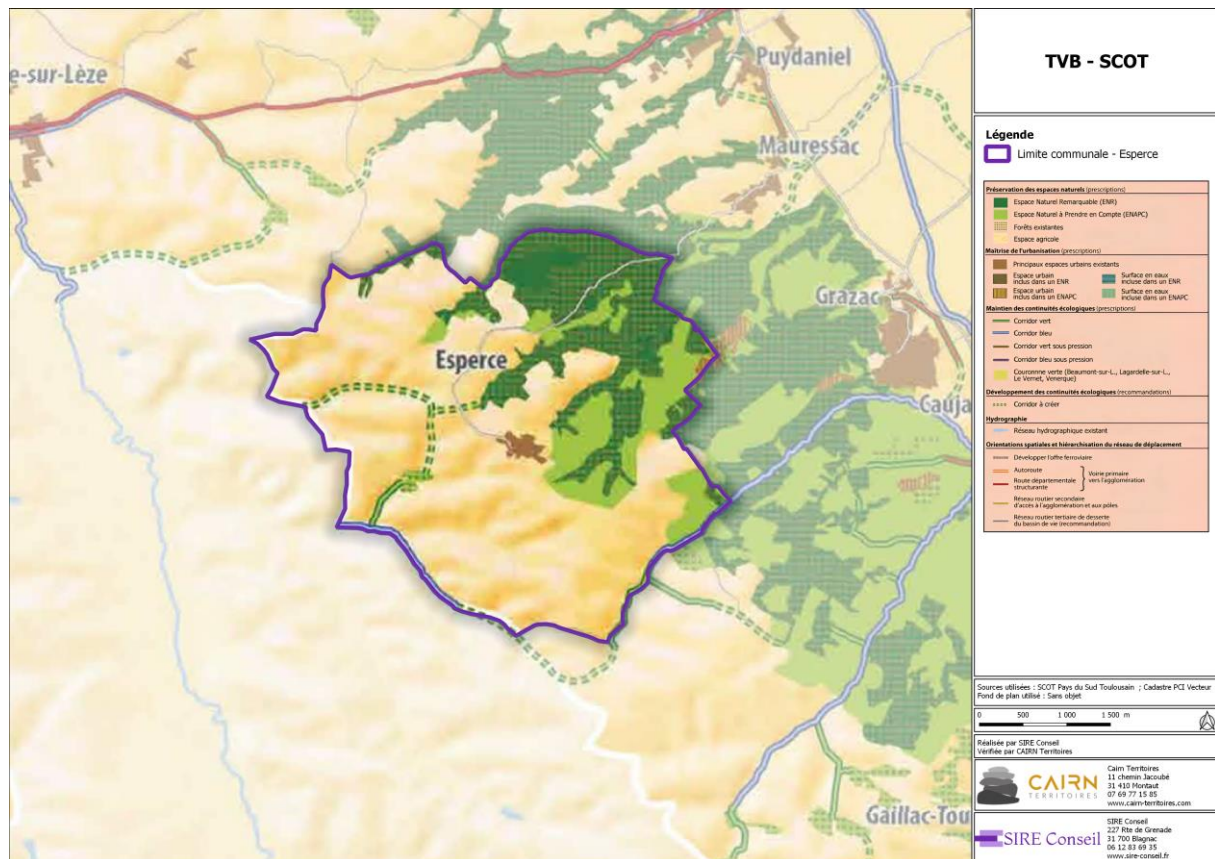 e-sur-Lèze
Puydaniel
Mauressac
Grazac
Esperce
Cauja
Gaillac-Tou
TVB - SCOT
Légende
Limite communale - Esperce
Préservation des espaces naturels (prescriptions)
Espace Naturel Remarquable (ENR)
Espace Naturel à Prendre en Compte (ENAPC)
Forêts existantes
Espace agricole
Maîtrise de l'urbanisation (prescriptions)
Principaux espaces urbains existants
Espace urbain
inclus dans un ENR
Surface en eaux
incluse dans un ENR
Espace urbain
inclus dans un ENAPC
Surface en eaux
incluse dans un ENAPC
Maintien des continuités écologiques (prescriptions)
Corridor vert
Corridor bleu
Corridor vert sous pression
Corridor bleu sous pression
Couronne verte (Beaumont-sur-L., Lagardelle-sur-L.,
Le Vernet, Venerque)
Développement des continuités écologiques (recommandations)
Corridor à créer
Hydrographie
Réseau hydrographique existant
Orientations spatiales et hiérarchisation du réseau de déplacement
Développer l'offre ferroviaire
Autoroute
Route départementale
structurante
Voirie primaire
vers l'agglomération
Réseau routier secondaire
d'accès à l'agglomération et aux pôles
Réseau routier tertiaire de desserte
du bassin de vie (recommandation)
Sources utilisées : SCOT Pays du Sud Toulousain ; Cadastre PCI Vecteur
Fond de plan utilisé : Sans objet
0 500 1 000 1 500 m
Réalisée par SIRE Conseil
Vérifiée par CAIRN Territoires
CAIRN
TERRITOIRES
Cairn Territoires
11 chemin Jacoubé
31 410 Montaut
07 69 77 15 85
www.cairn-territoires.com
SIRE Conseil
SIRE Conseil
227 Rte de Grenade
31 700 Blagnac
06 12 83 69 35
www.sire-conseil.fr